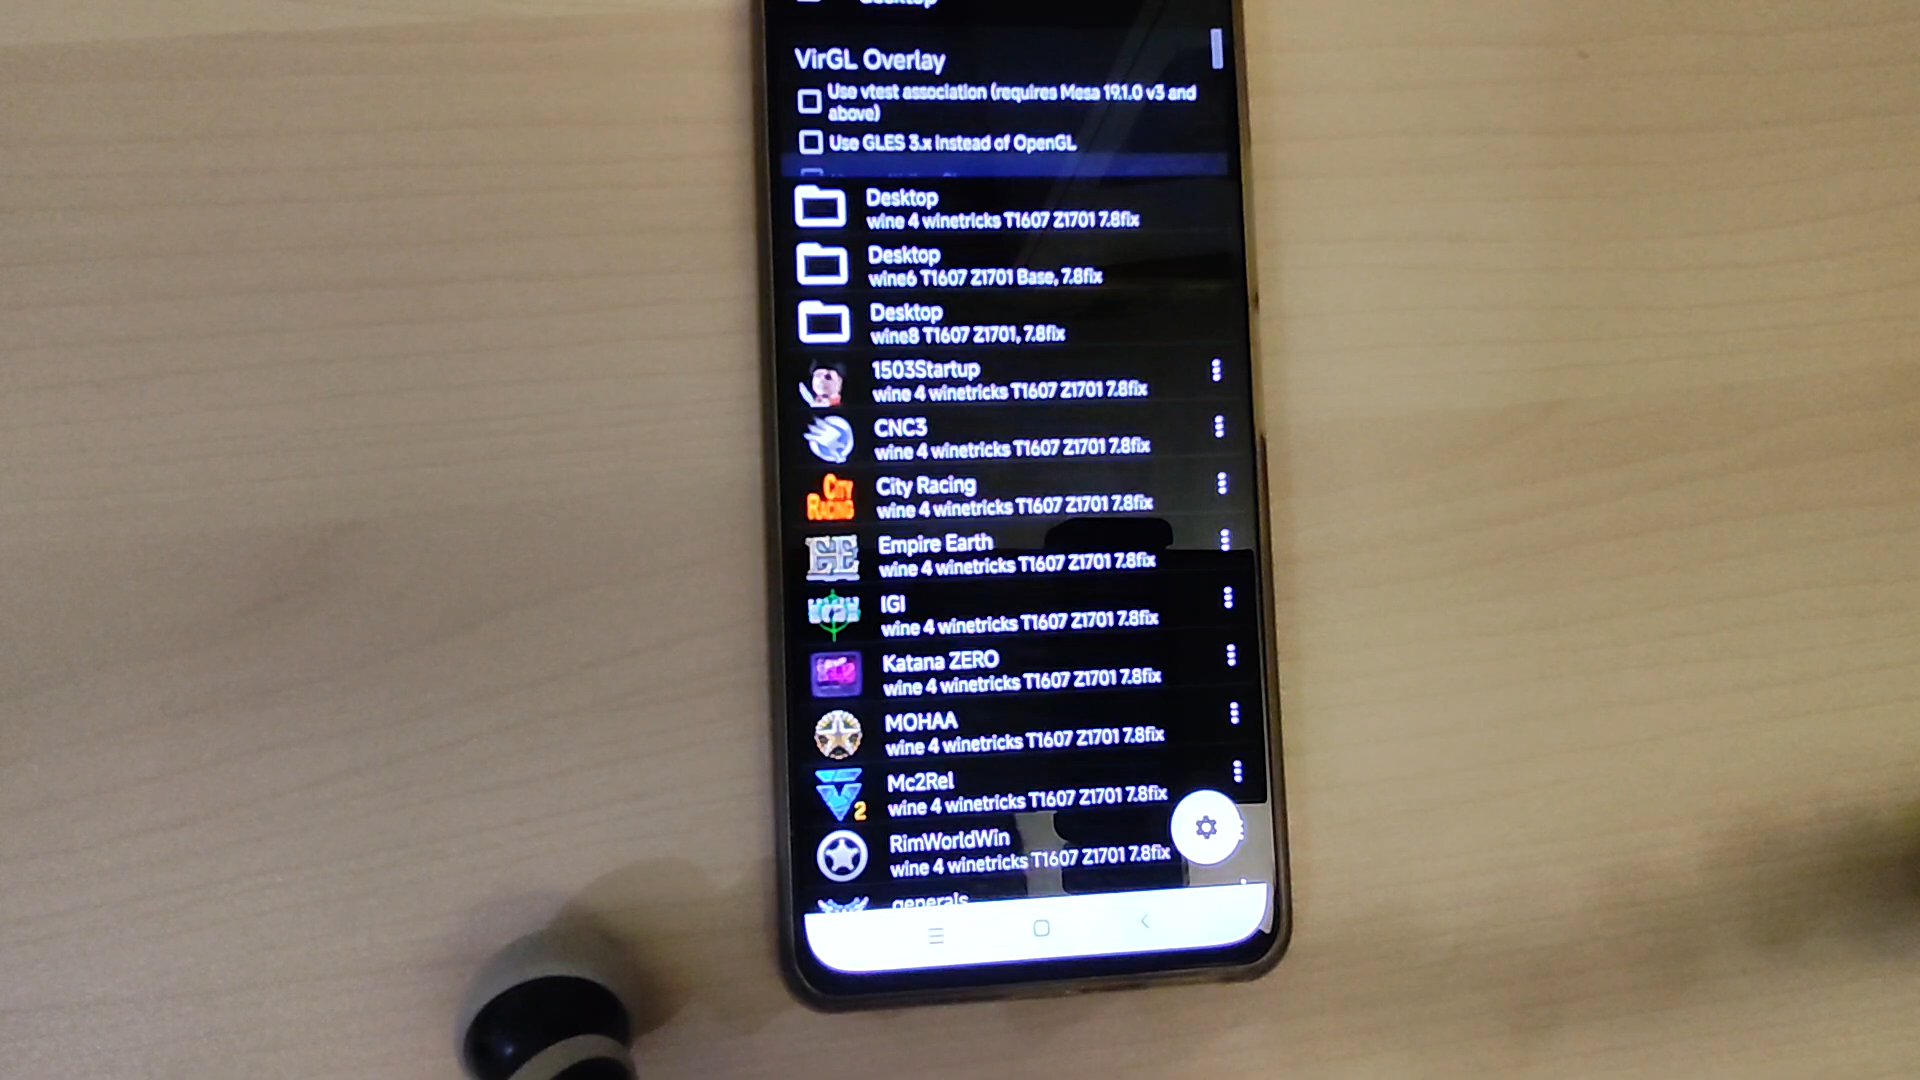 Desktop
VirGL Overlay
Use vtest association (requires Mesa 19.1.0 v3 and
above)
Use GLES 3.x instead of OpenGL
Desktop
wine 4 winetricks T1607 Z1701 7.8fix
Desktop
wine6 T1607 Z1701 Base, 7.8fix
Desktop
wine8 T1607 Z1701, 7.8fix
1503Startup
wine 4 winetricks T1607 Z1701 7.8fix
CNC3
wine 4 winetricks T1607 Z1701 7.8fix
CITY
RACING
City Racing
wine 4 winetricks T1607 Z1701 7.8fix
EE
Empire Earth
wine 4 winetricks T1607 Z1701 7.8fix
IGI
wine 4 winetricks T1607 Z1701 7.8fix
Katana ZERO
wine 4 winetricks T1607 Z1701 7.8fix
MOHAA
wine 4 winetricks T1607 Z1701 7.8fix
2
Mc2Rel
wine 4 winetricks T1607 Z1701 7.8fix
RimWorldWin
wine 4 winetricks T1607 Z1701 7.8fix
generals